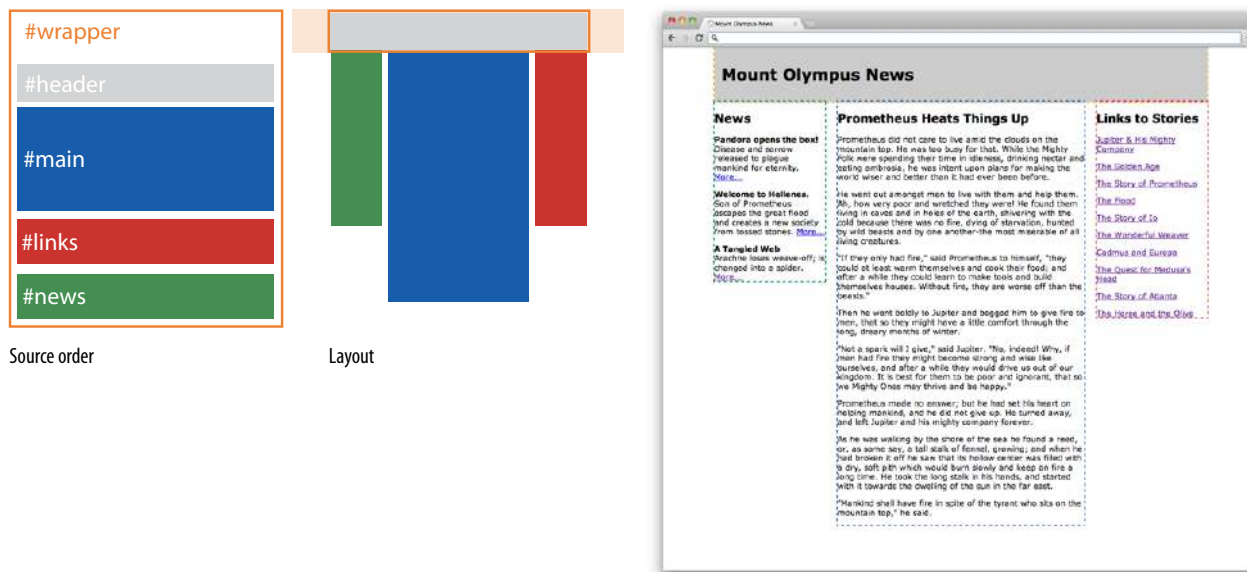 #wrapper
#header
#main
#links
#news
Source order
Layout
Mount Olympus News
Mount Olympus News
News
Pandora opens the box!
Disease and sorrow
released to plague
mankind for eternity.
More...
Welcome to Hellenes.
Son of Prometheus
escapes the great flood
and creates a new society
from tossed stones. More...
A Tangled Web
Arachne loses weave-off; is
changed into a spider.
More...
Prometheus Heats Things Up
Prometheus did not care to live amid the clouds on the
mountain top. He was too busy for that. While the Mighty
Folk were spending their time in idleness, drinking nectar and
eating ambrosia, he was intent upon plans for making the
world wiser and better than it had ever been before.
He went out amongst men to live with them and help them.
Ah, how very poor and wretched they were! He found them
living in caves and in holes of the earth, shivering with the
cold because there was no fire, dying of starvation, hunted
by wild beasts and by one another-the most miserable of all
living creatures.
"If they only had fire," said Prometheus to himself, "they
could at least warm themselves and cook their food; and
after a while they could learn to make tools and build
themselves houses. Without fire, they are worse off than the
beasts."
Then he went boldly to Jupiter and begged him to give fire to
men, that so they might have a little comfort through the
long, dreary months of winter.
"Not a spark will I give," said Jupiter. "No, indeed! Why, if
men had fire they might become strong and wise like
ourselves, and after a while they would drive us out of our
kingdom. It is best for them to be poor and ignorant, that so
we Mighty Ones may thrive and be happy."
Prometheus made no answer; but he had set his heart on
helping mankind, and he did not give up. He turned away,
and left Jupiter and his mighty company forever.
As he was walking by the shore of the sea he found a reed,
or, as some say, a tall stalk of fennel, growing; and when he
had broken it off he saw that its hollow center was filled with
a dry, soft pith which would burn slowly and keep on fire a
long time. He took the long stalk in his hands, and started
with it towards the dwelling of the sun in the far east.
"Mankind shall have fire in spite of the tyrant who sits on the
mountain top," he said.
Links to Stories
Jupiter & His Mighty
Company
The Golden Age
The Story of Prometheus
The Flood
The Story of Io
The Wonderful Weaver
Cadmus and Europa
The Quest for Medusa's
Head
The Story of Atlanta
The Horse and the Olive